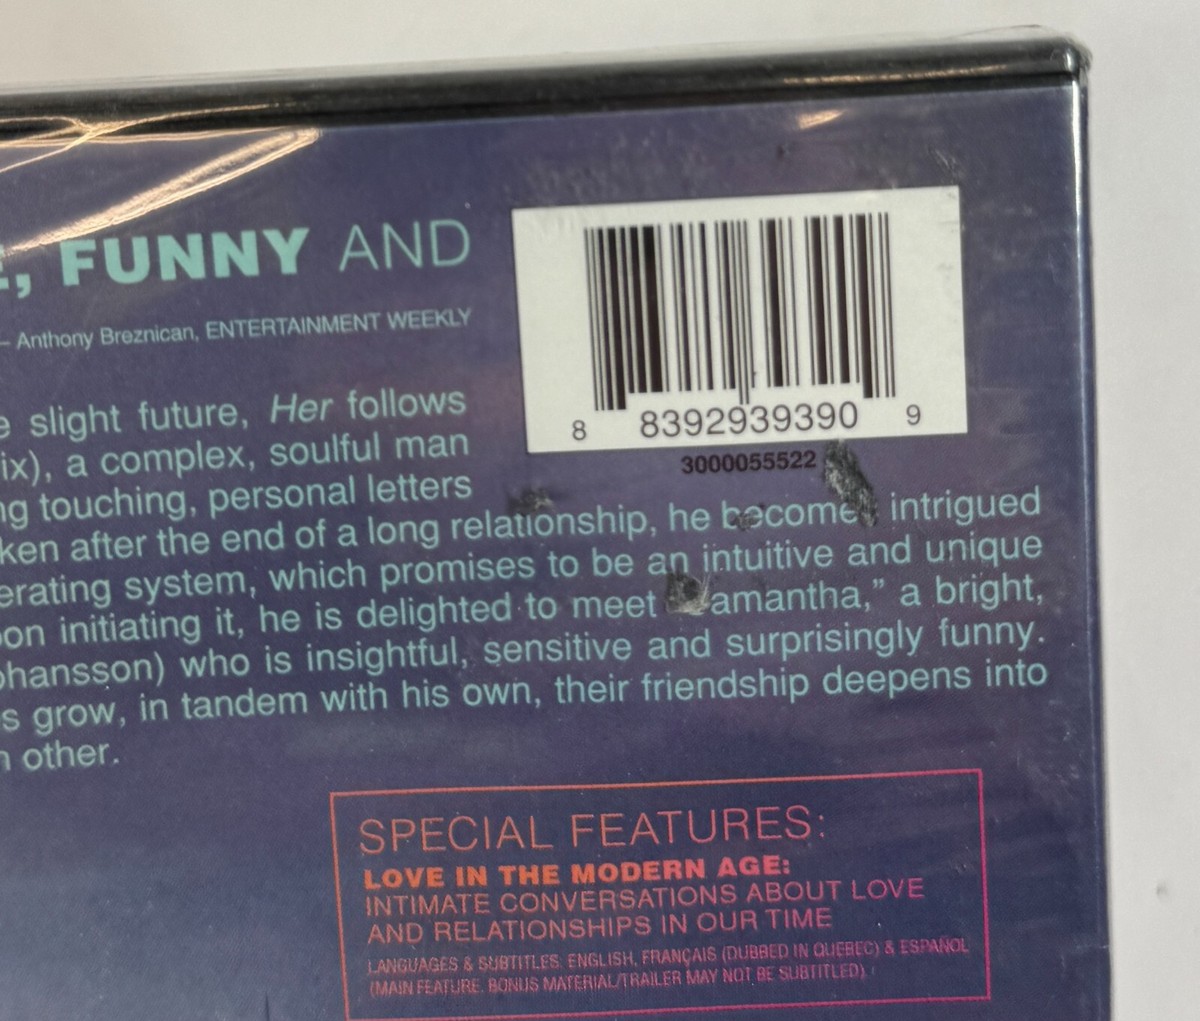 , FUNNY AND
– Anthony Breznican, ENTERTAINMENT WEEKLY
8 8392939390 9
3000055522
slight future, Her follows
ix), a complex, soulful man
ng touching, personal letters
ken after the end of a long relationship, he become intrigued
erating system, which promises to be an intuitive and unique
on initiating it, he is delighted to meet amantha,” a bright,
ohansson) who is insightful, sensitive and surprisingly funny.
s grow, in tandem with his own, their friendship deepens into
other.
SPECIAL FEATURES:
LOVE IN THE MODERN AGE:
INTIMATE CONVERSATIONS ABOUT LOVE
AND RELATIONSHIPS IN OUR TIME
LANGUAGES & SUBTITLES: ENGLISH, FRANÇAIS (DUBBED IN QUEBEC) & ESPAÑOL
(MAIN FEATURE. BONUS MATERIAL/TRAILER MAY NOT BE SUBTITLED).